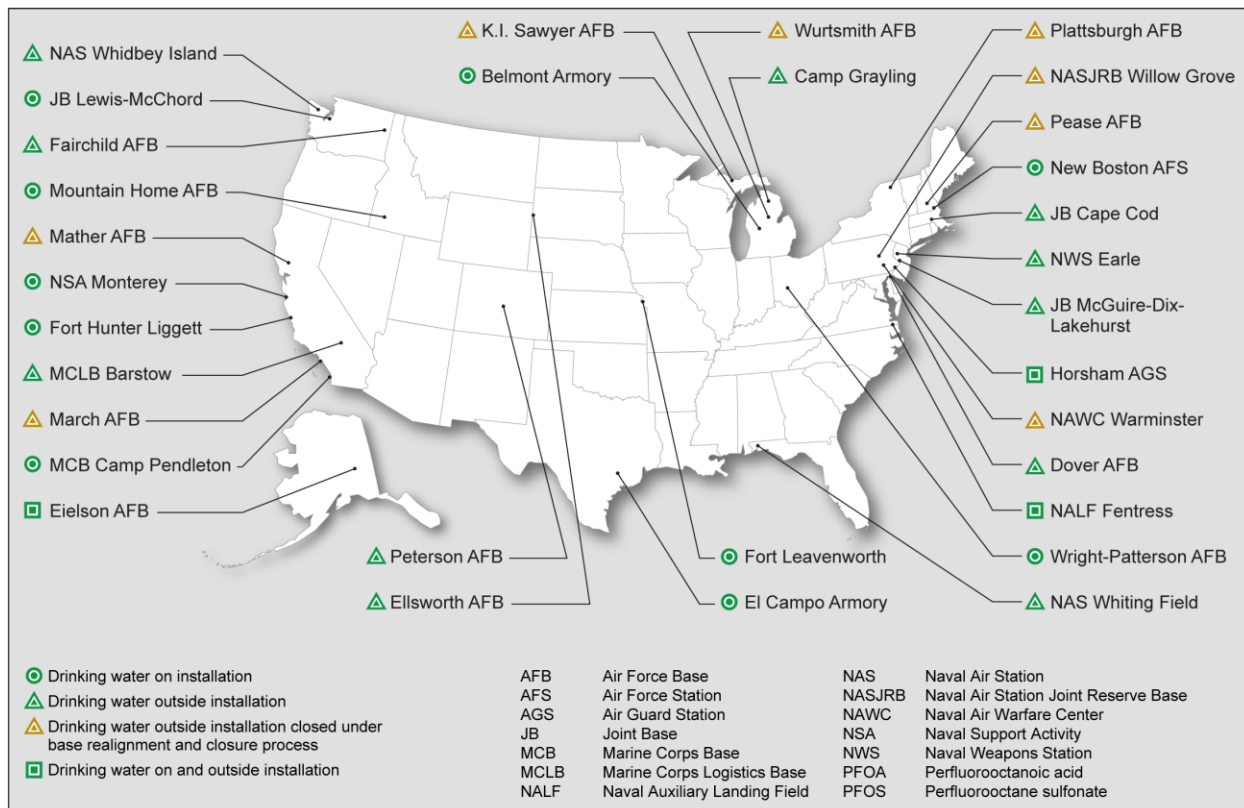 K.I. Sawyer AFB
Wurtsmith AFB
Plattsburgh AFB
NAS Whidbey Island
Belmont Armory
Camp Grayling
NASJRB Willow Grove
JB Lewis-McChord
Pease AFB
Fairchild AFB
New Boston AFS
Mountain Home AFB
JB Cape Cod
Mather AFB
NWS Earle
NSA Monterey
JB McGuire-Dix-
Lakehurst
Fort Hunter Liggett
MCLB Barstow
Horsham AGS
March AFB
NAWC Warminster
MCB Camp Pendleton
Dover AFB
Eielson AFB
NALF Fentress
Peterson AFB
Fort Leavenworth
Wright-Patterson AFB
Ellsworth AFB
El Campo Armory
NAS Whiting Field
Drinking water on installation
Drinking water outside installation
Drinking water outside installation closed under
base realignment and closure process
Drinking water on and outside installation
AFB Air Force Base
AFS Air Force Station
AGS Air Guard Station
JB Joint Base
MCB Marine Corps Base
MCLB Marine Corps Logistics Base
NALF Naval Auxiliary Landing Field
NAS Naval Air Station
NASJRB Naval Air Station Joint Reserve Base
NAWC Naval Air Warfare Center
NSA Naval Support Activity
NWS Naval Weapons Station
PFOA Perfluorooctanoic acid
PFOS Perfluorooctane sulfonate